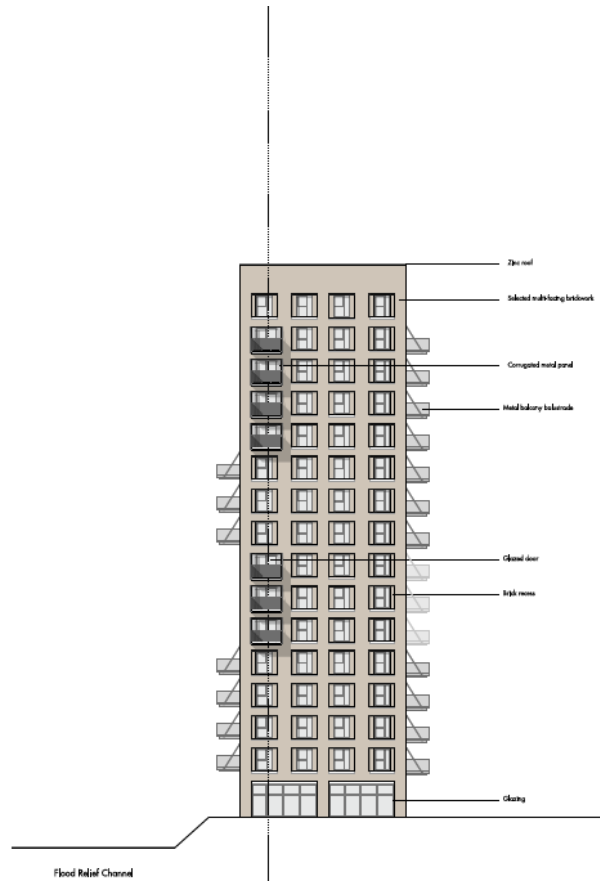 Zinc roof
Selected multi-facing brickwork
Corrugated metal panel
Metal balcony balustrade
Glazed door
Brick recess
Glazing
Flood Relief Channel